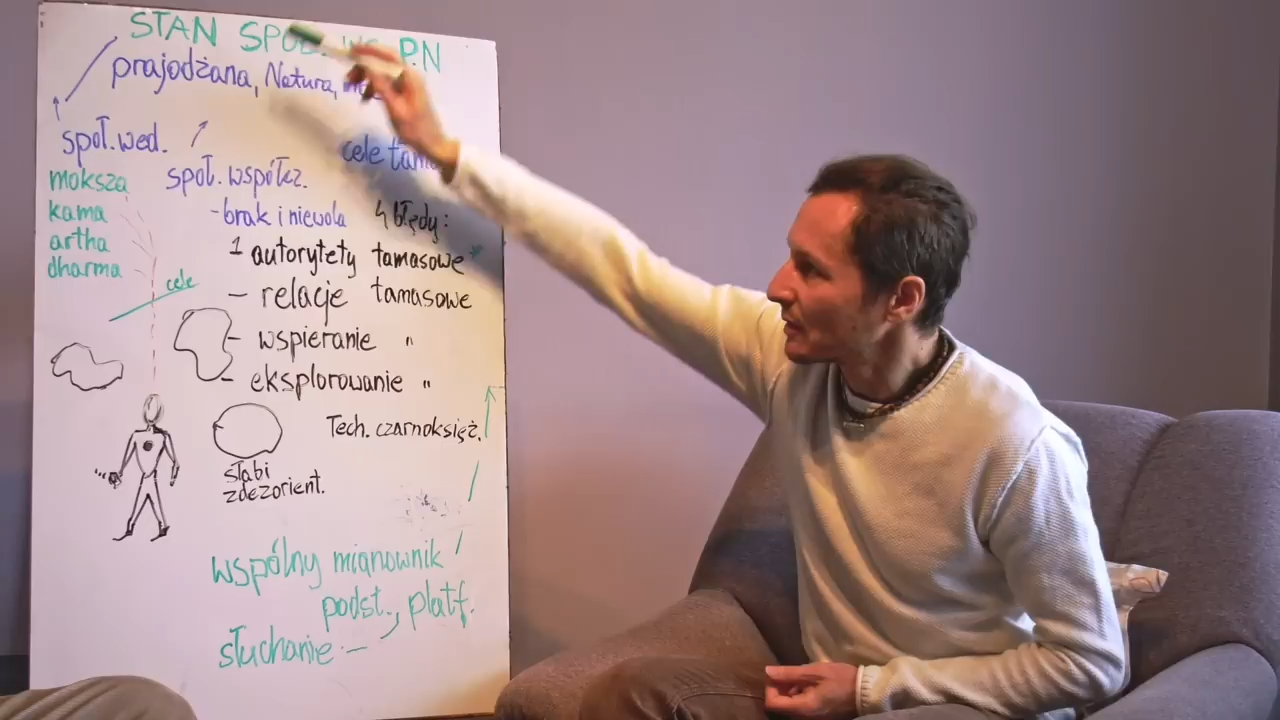 STAN P.N
prajodżana, Natura,
społ. wed.
cele
moksza
kama
artha
dharma
społ. współcz.
- brak i niewola
4 błędy:
1 autorytety tamasowe *
- relacje tamasowe
- wspieranie "
- eksplorowanie "
cele
Tech. czarnoksięż.
słabi
zdezorient.
wspólny mianownik
podst., platf.
słuchanie -